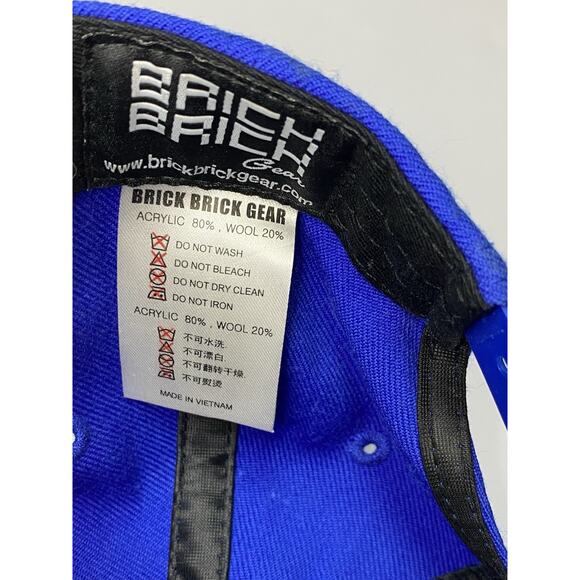 BRICK
BRICK
Gear
www.brickbrickgear.com
BRICK BRICK GEAR
ACRYLIC 80% , WOOL 20%
DO NOT WASH
DO NOT BLEACH
DO NOT DRY CLEAN
DO NOT IRON
ACRYLIC 80% , WOOL 20%
不可水洗.
不可漂白.
不可翻转干燥.
不可熨烫
MADE IN VIETNAM